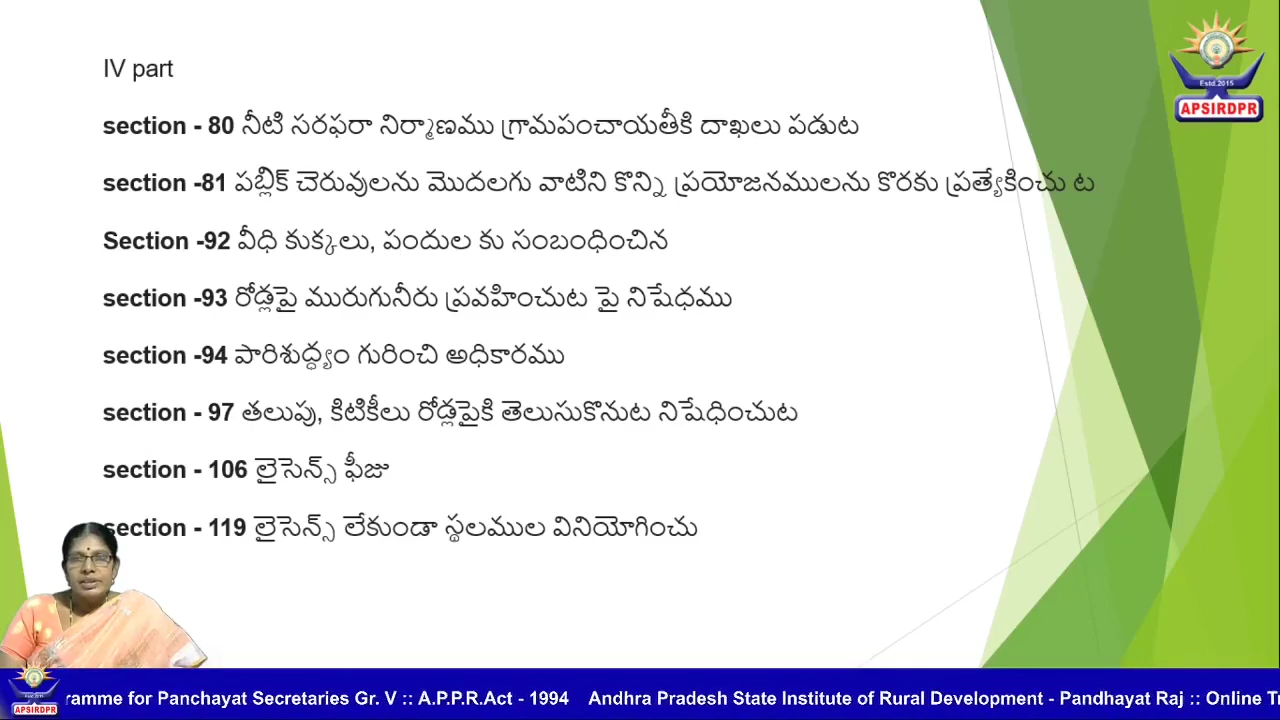 IV part
section - 80 నీటి సరఫరా నిర్మాణము గ్రామపంచాయతీకి దాఖలు పడుట
section -81 పబ్లిక్ చెరువులను మొదలగు వాటిని కొన్ని ప్రయోజనములను కొరకు ప్రత్యేకించు ట
Section -92 వీధి కుక్కలు, పందుల కు సంబంధించిన
section -93 రోడ్లపై మురుగునీరు ప్రవహించుట పై నిషేధము
section -94 పారిశుద్ధ్యం గురించి అధికారము
section - 97 తలుపు, కిటికీలు రోడ్లపైకి తెలుసుకొనుట నిషేధించుట
section - 106 లైసెన్స్ ఫీజు
section - 119 లైసెన్స్ లేకుండా స్థలముల వినియోగించు
Estd.2015
APSIRDPR
APSIRDPR
ramme for Panchayat Secretaries Gr. V :: A.P.P.R.Act - 1994 Andhra Pradesh State Institute of Rural Development - Pandhayat Raj :: Online T